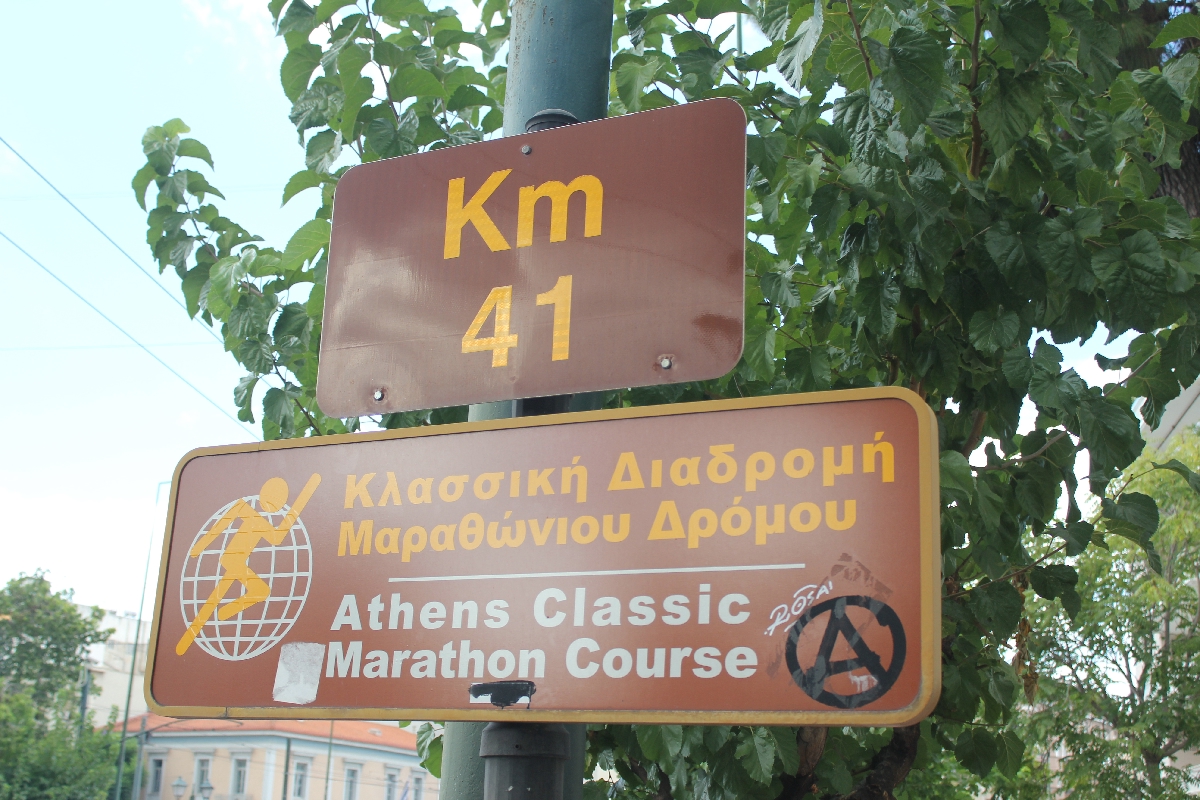 Km
41
Κλασσική Διαδρομή
Μαραθώνιου Δρόμου
Athens Classic
Marathon Course